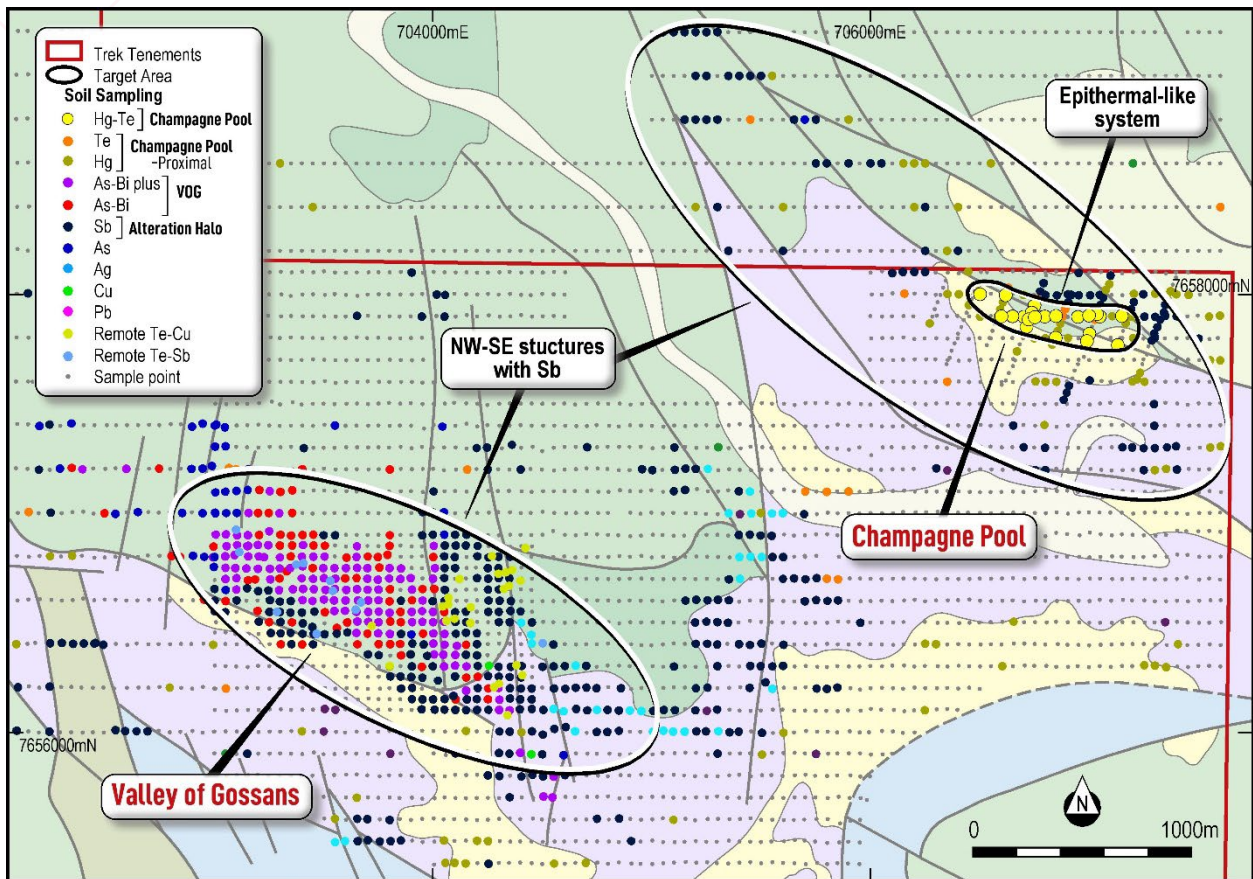 704000mE
706000mE
Trek Tenements
Target Area
Soil Sampling
Hg-Te ] Champagne Pool
Te
Hg
] Champagne Pool
-Proximal
As-Bi plus
As-Bi
] VOG
Sb ] Alteration Halo
As
Ag
Cu
Pb
Remote Te-Cu
Remote Te-Sb
Sample point
Epithermal-like
system
7658000mN
NW-SE stuctures
with Sb
Champagne Pool
7656000mN
Valley of Gossans
N
0 1000m